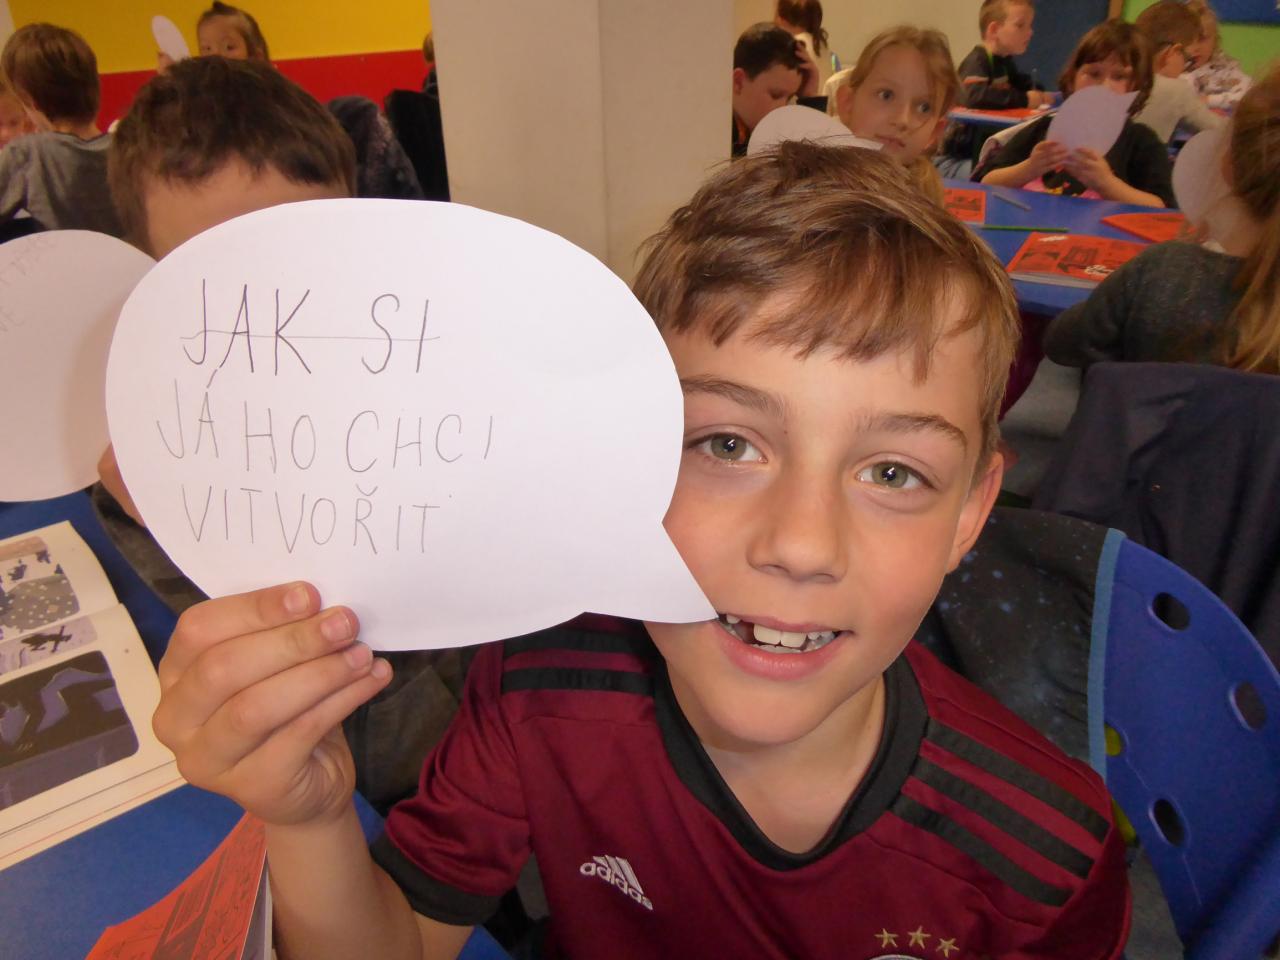 JAK SI
JÁ HO CHCI
VITVOŘIT
adidas